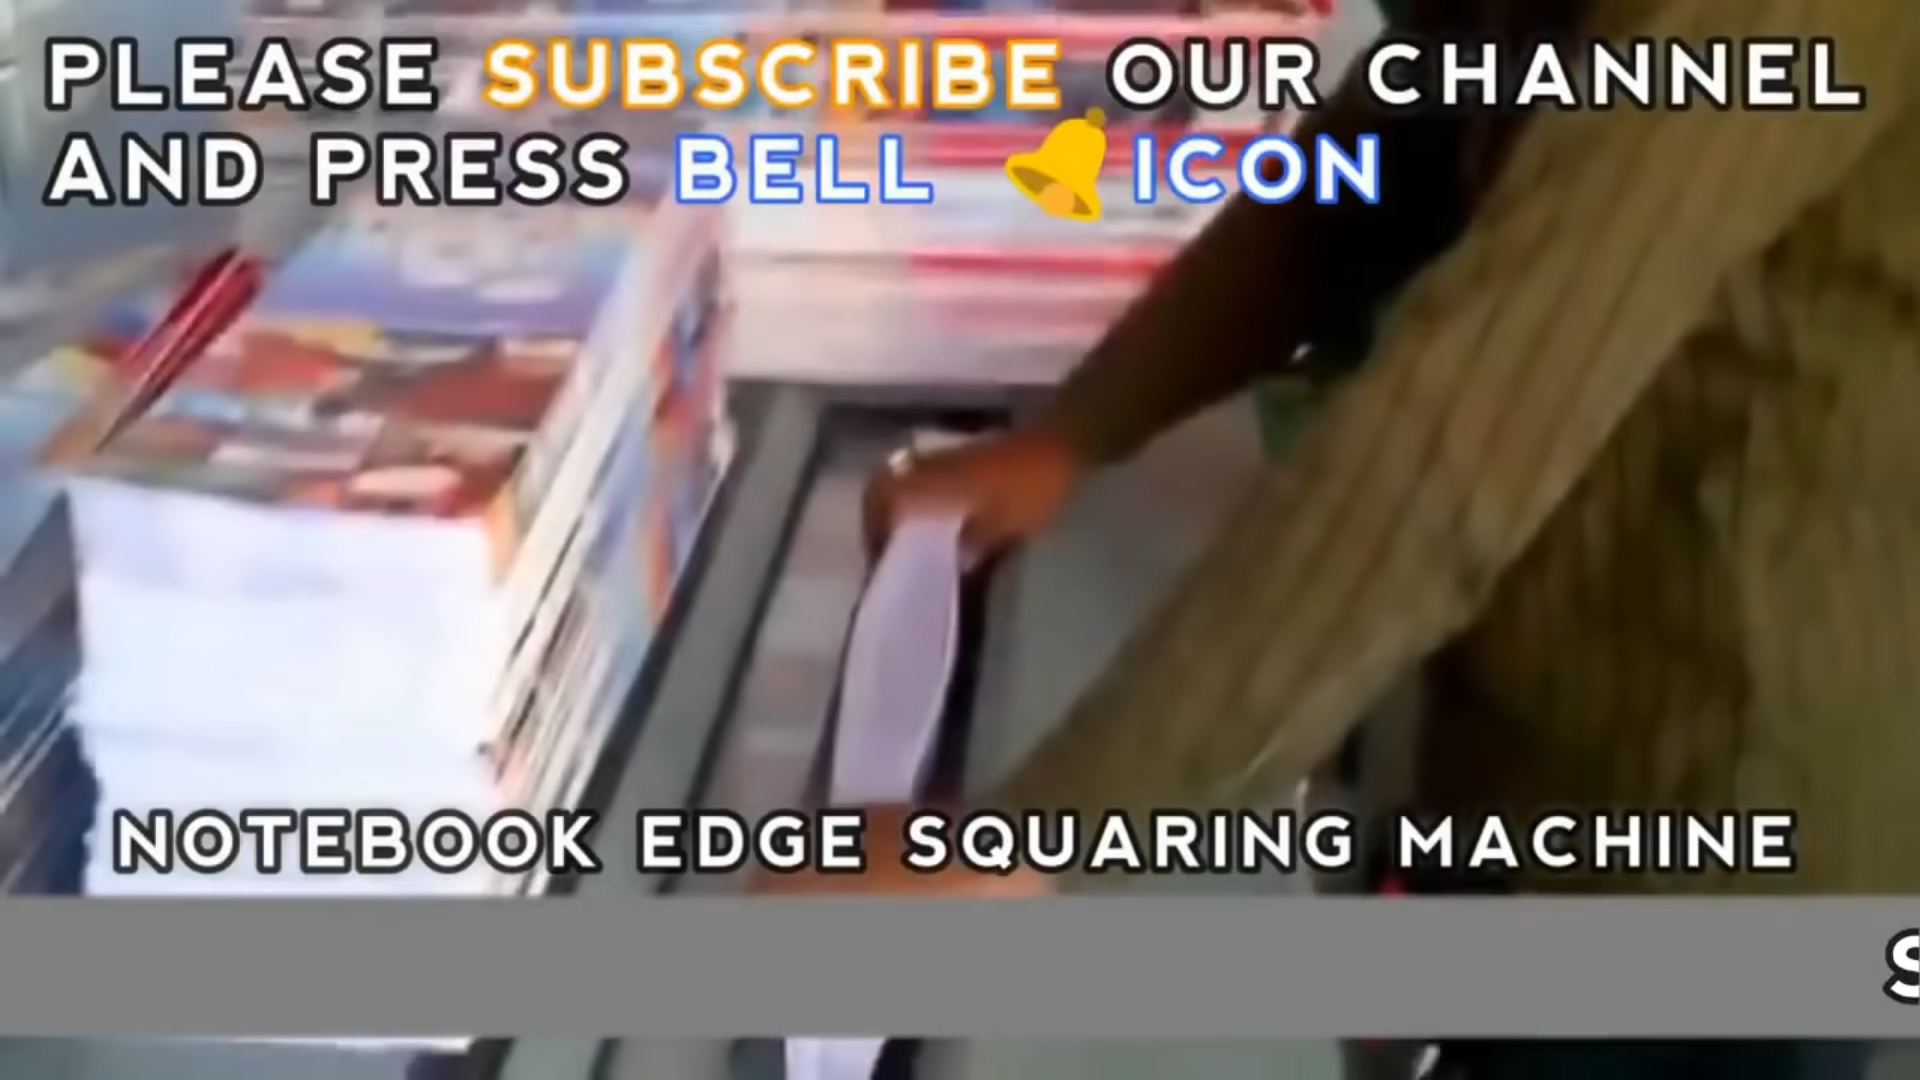 PLEASE SUBSCRIBE OUR CHANNEL
AND PRESS BELL 🔔 ICON
NOTEBOOK EDGE SQUARING MACHINE
S